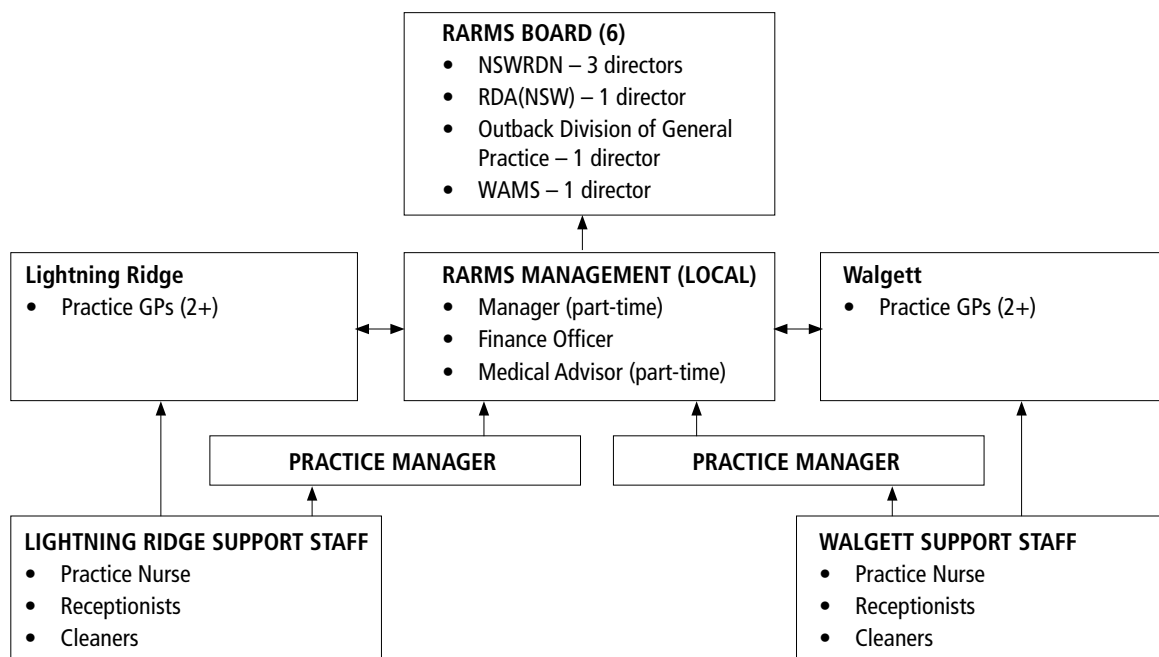 RARMS BOARD (6)
• NSWRDN – 3 directors
• RDA(NSW) – 1 director
• Outback Division of General
Practice – 1 director
• WAMS – 1 director
Lightning Ridge
• Practice GPs (2+)
RARMS MANAGEMENT (LOCAL)
• Manager (part-time)
• Finance Officer
• Medical Advisor (part-time)
Walgett
• Practice GPs (2+)
PRACTICE MANAGER
PRACTICE MANAGER
LIGHTNING RIDGE SUPPORT STAFF
• Practice Nurse
• Receptionists
• Cleaners
WALGETT SUPPORT STAFF
• Practice Nurse
• Receptionists
• Cleaners